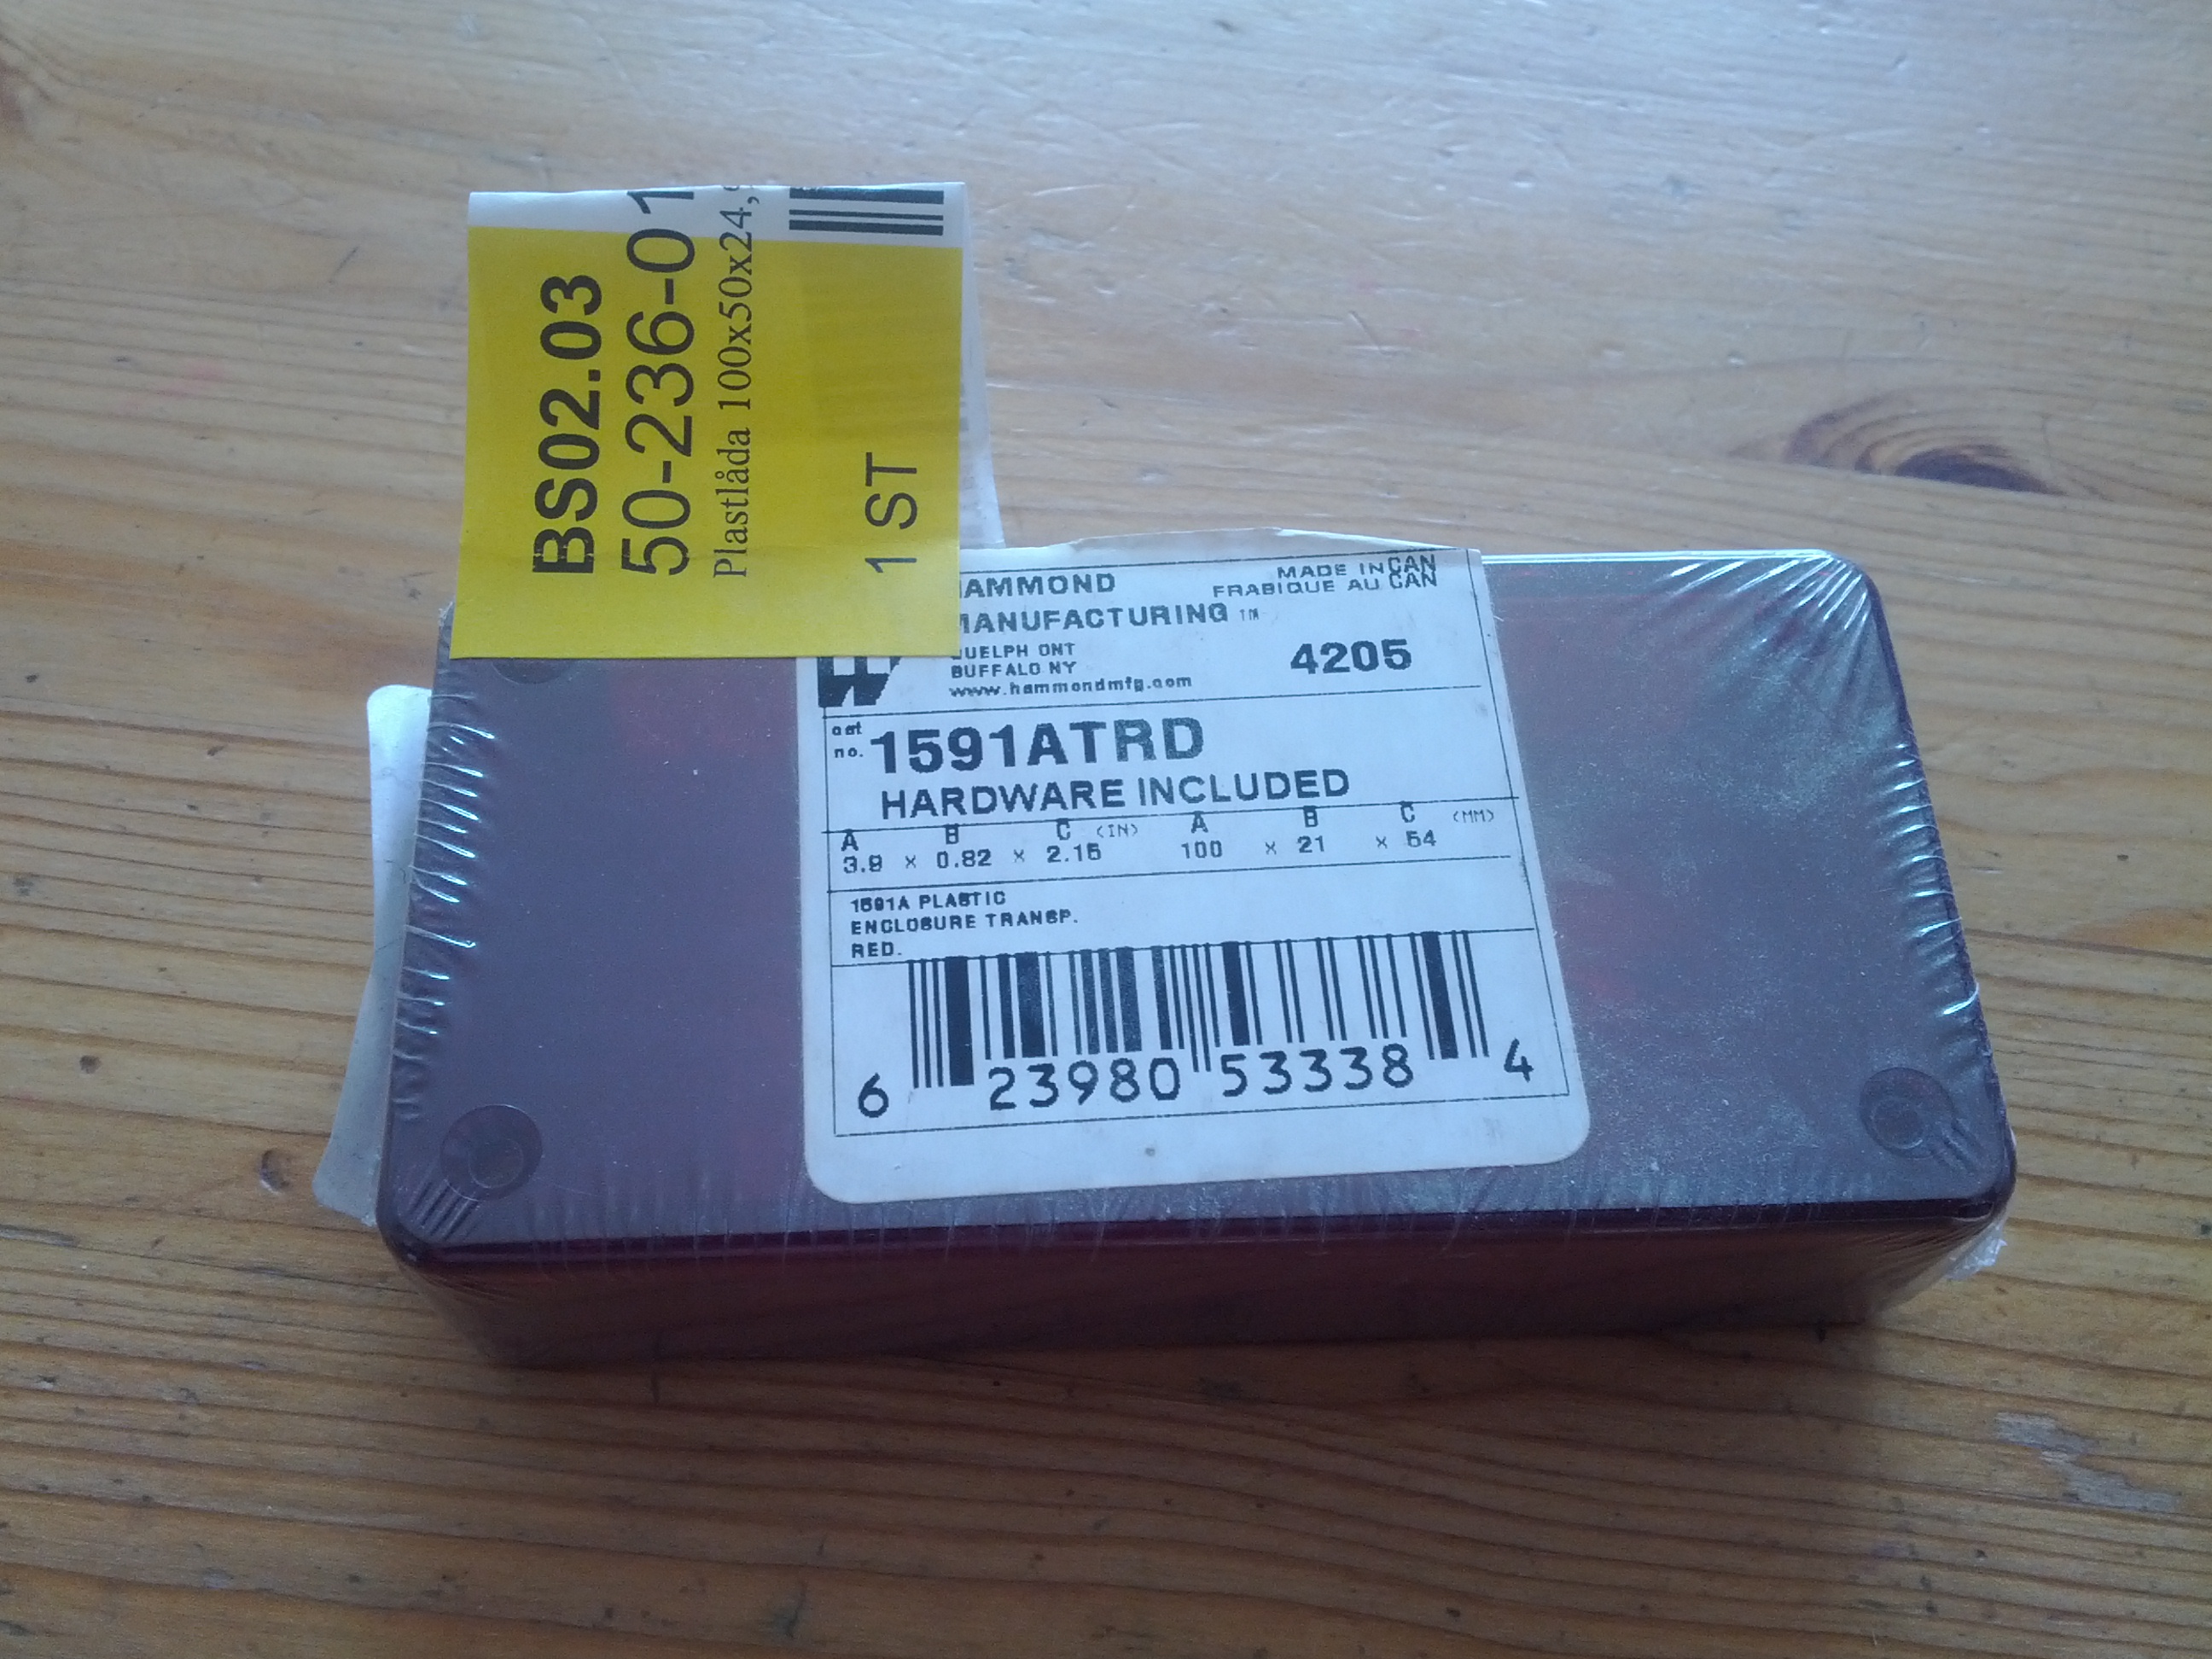 BS02.03
50-236-01
Plastlåda 100x50x24,
1 ST
HAMMOND
MANUFACTURING TM
GUELPH ONT
BUFFALO NY
www.hammondmfg.com
MADE IN CAN
FRABIQUE AU CAN
4205
cat
no. 1591ATRD
HARDWARE INCLUDED
A B C (IN) A B C (MM)
3.9 x 0.82 x 2.15 100 x 21 x 54
1591A PLASTIC
ENCLOSURE TRANSP.
RED.
6 23980 53338 4